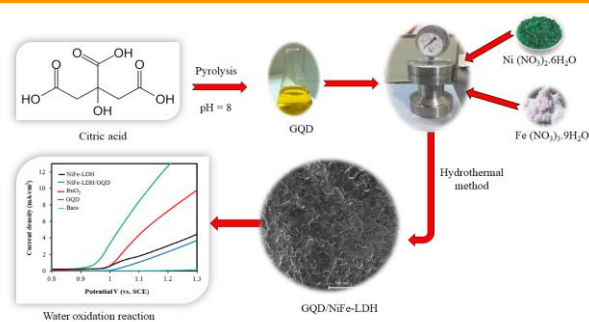 O
OH
O
O
HO
OH
OH
Citric acid
Pyrolysis
pH = 8
GQD
Ni (NO3)2.6H2O
Fe (NO3)3.9H2O
Hydrothermal
method
GQD/NiFe-LDH
NiFe-LDH
NiFe-LDH/GQD
RuO2
GQD
Bare
Current density (mA/cm2)
12
10
8
6
4
2
0
0.8 0.9 1 1.1 1.2 1.3
Potential V (vs. SCE)
Water oxidation reaction